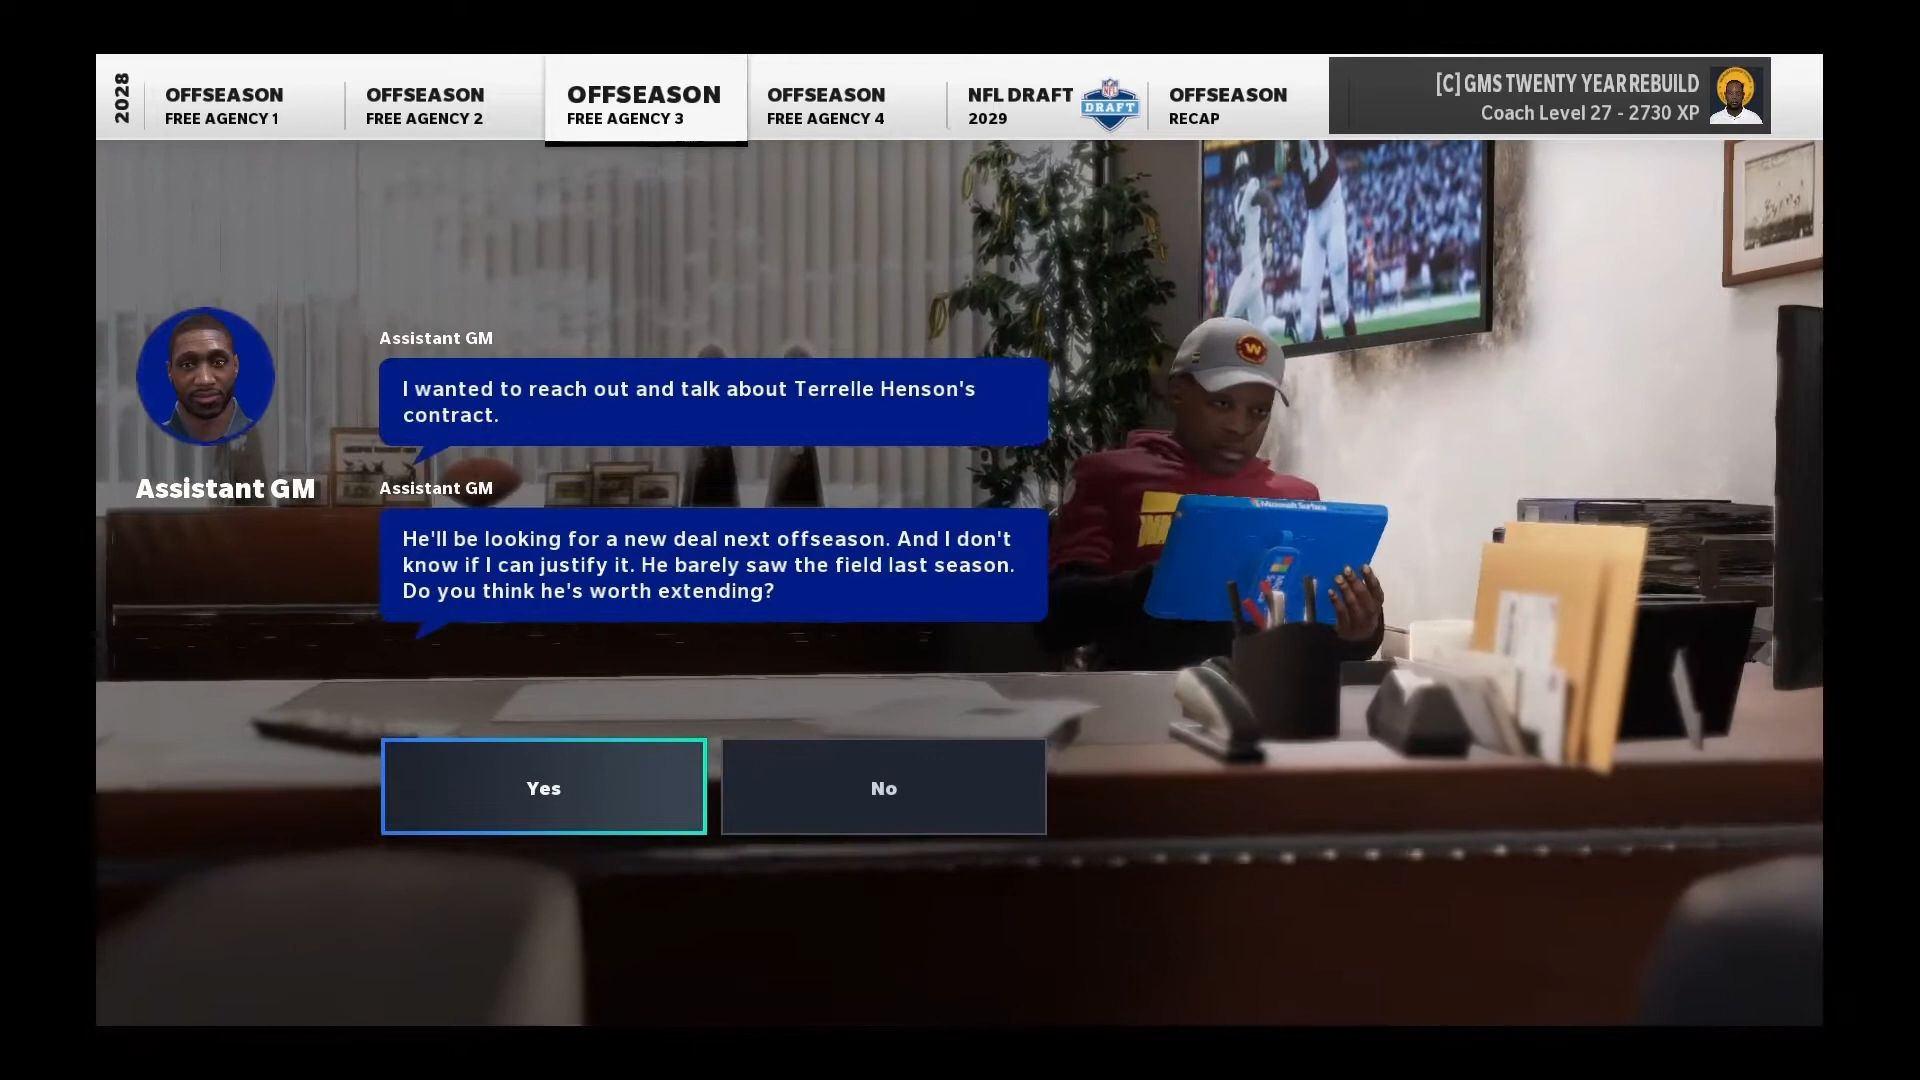 2028
OFFSEASON
FREE AGENCY 1
OFFSEASON
FREE AGENCY 2
OFFSEASON
FREE AGENCY 3
OFFSEASON
FREE AGENCY 4
NFL DRAFT
2029
NFL
DRAFT
OFFSEASON
RECAP
[C] GMS TWENTY YEAR REBUILD
Coach Level 27 - 2730 XP
Assistant GM
I wanted to reach out and talk about Terrelle Henson's
contract.
Assistant GM
Assistant GM
He'll be looking for a new deal next offseason. And I don't
know if I can justify it. He barely saw the field last season.
Do you think he's worth extending?
W
Microsoft Surface
Yes
No